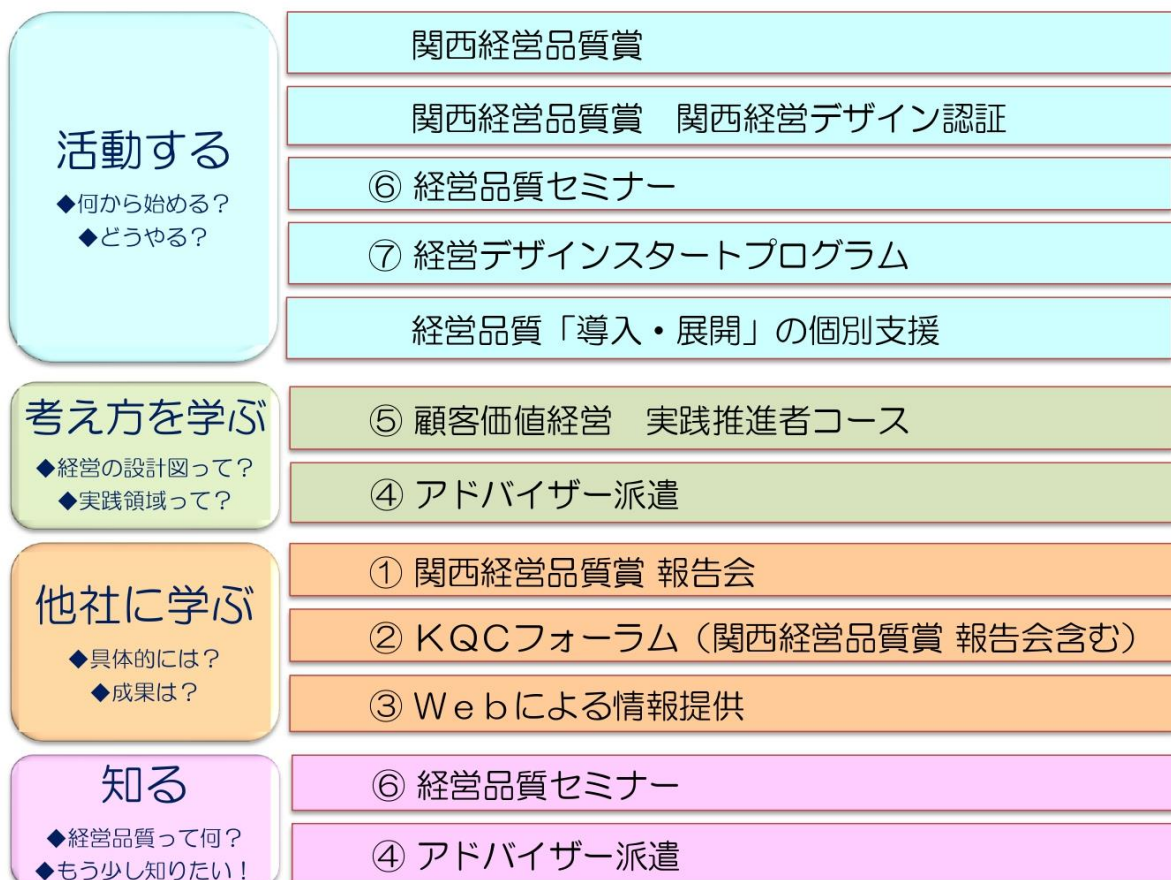 活動する
◆何から始める？
◆どうやる？
関西経営品質賞
関西経営品質賞　関西経営デザイン認証
⑥ 経営品質セミナー
⑦ 経営デザインスタートプログラム
経営品質「導入・展開」の個別支援
考え方を学ぶ
◆経営の設計図って？
◆実践領域って？
⑤ 顧客価値経営　実践推進者コース
④ アドバイザー派遣
他社に学ぶ
◆具体的には？
◆成果は？
① 関西経営品質賞 報告会
② ＫＱＣフォーラム（関西経営品質賞 報告会含む）
③ Ｗｅｂによる情報提供
知る
◆経営品質って何？
◆もう少し知りたい！
⑥ 経営品質セミナー
④ アドバイザー派遣